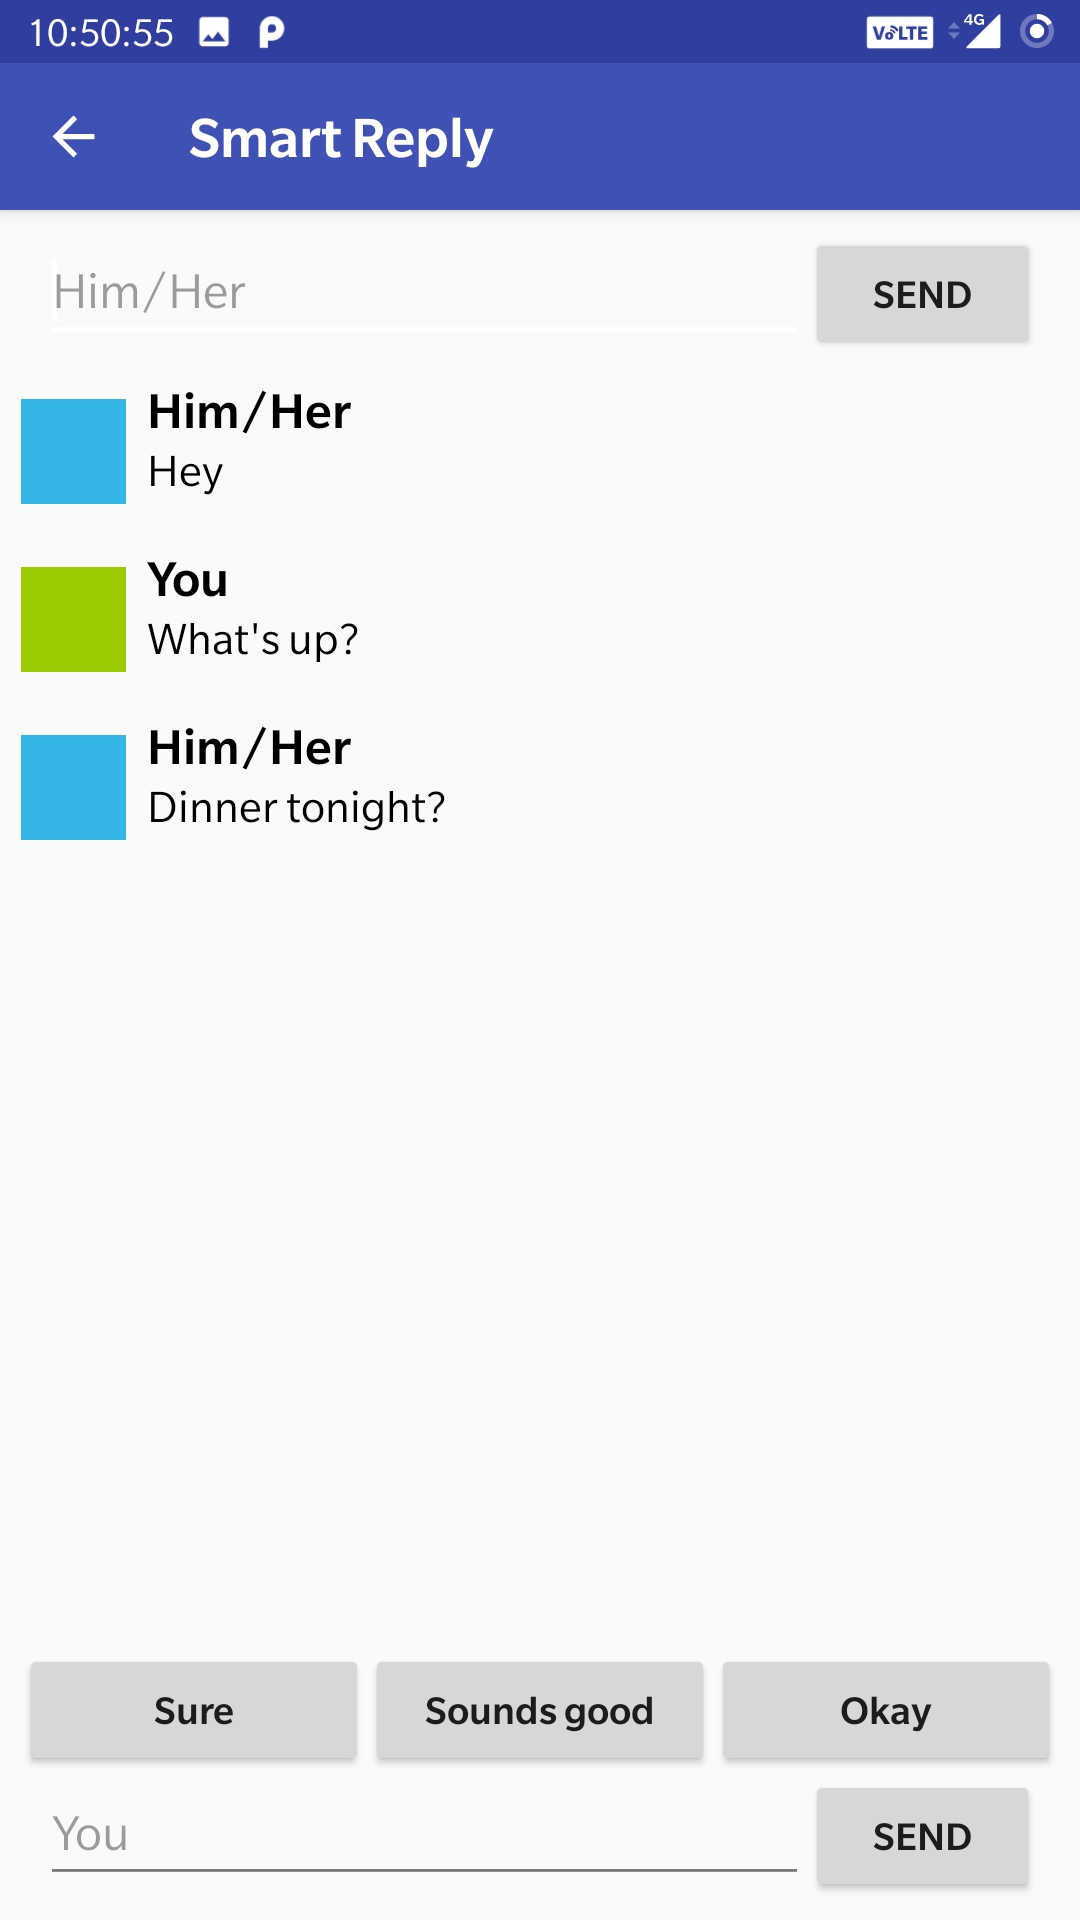 10:50:55 VoLTE 4G
Smart Reply
Him/Her SEND
Him/Her
Hey
You
What's up?
Him/Her
Dinner tonight?
Sure Sounds good Okay
You SEND